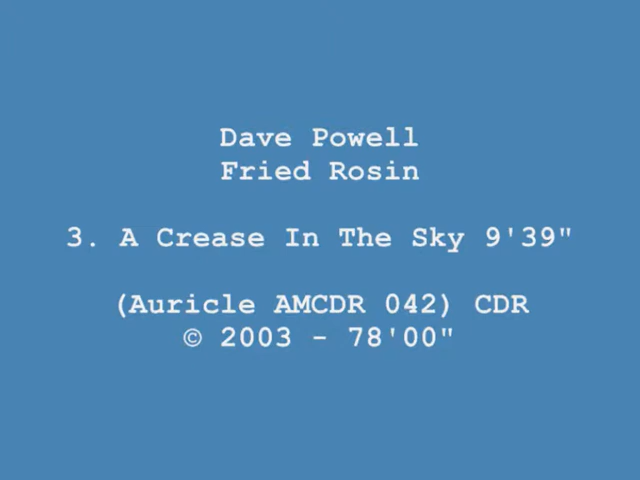 Dave Powell
Fried Rosin
3. A Crease In The Sky 9'39"
(Auricle AMCDR 042) CDR
© 2003 - 78'00"